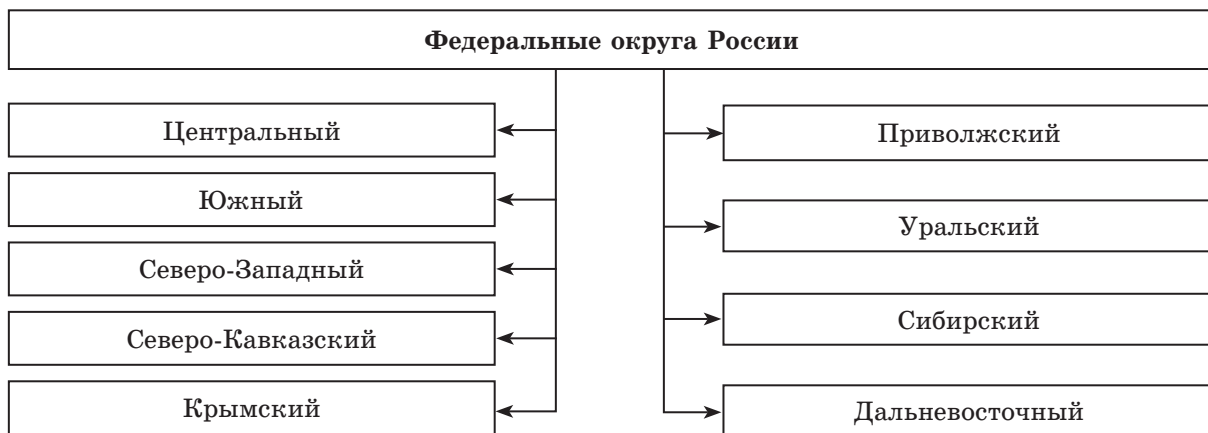 Федеральные округа России
Центральный
Южный
Северо-Западный
Северо-Кавказский
Крымский
Приволжский
Уральский
Сибирский
Дальневосточный